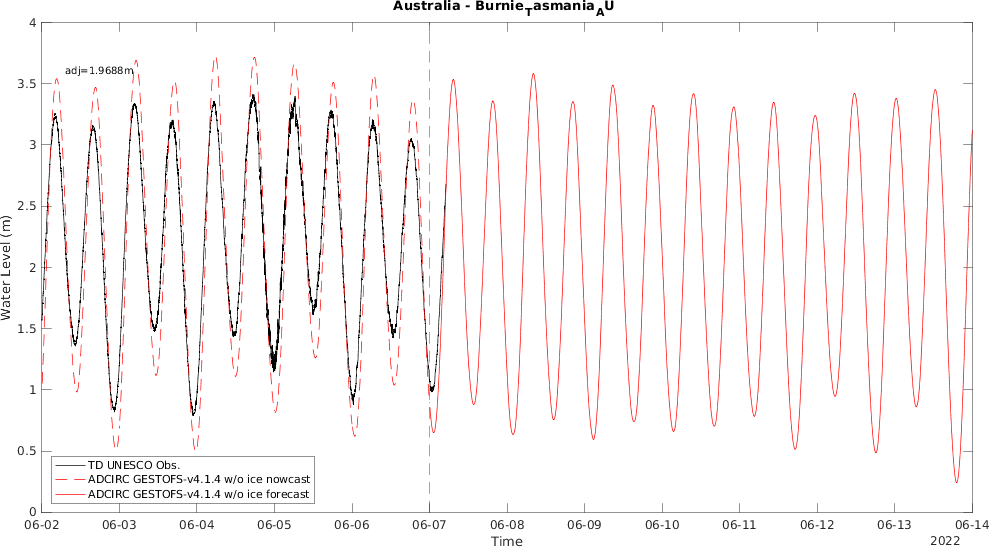 Australia - BurnieTasmaniaAU
adj=1.9688m
Water Level (m)
4
3.5
3
2.5
2
1.5
1
0.5
0
TD UNESCO Obs.
ADCIRC GESTOFS-v4.1.4 w/o ice nowcast
ADCIRC GESTOFS-v4.1.4 w/o ice forecast
06-02 06-03 06-04 06-05 06-06 06-07 06-08 06-09 06-10 06-11 06-12 06-13 06-14
Time
2022